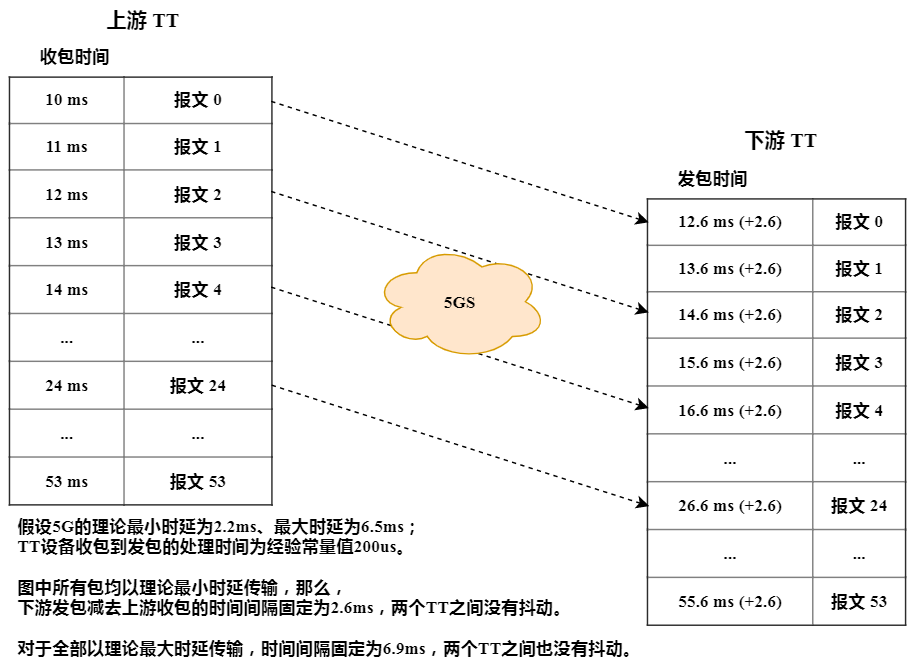 上游 TT
收包时间
10 ms 报文 0
11 ms 报文 1
12 ms 报文 2
13 ms 报文 3
14 ms 报文 4
... ...
24 ms 报文 24
... ...
53 ms 报文 53
5GS
下游 TT
发包时间
12.6 ms (+2.6) 报文 0
13.6 ms (+2.6) 报文 1
14.6 ms (+2.6) 报文 2
15.6 ms (+2.6) 报文 3
16.6 ms (+2.6) 报文 4
... ...
26.6 ms (+2.6) 报文 24
... ...
55.6 ms (+2.6) 报文 53
假设5G的理论最小时延为2.2ms、最大时延为6.5ms；
TT设备收包到发包的处理时间为经验常量值200us。
图中所有包均以理论最小时延传输，那么，
下游发包减去上游收包的时间间隔固定为2.6ms，两个TT之间没有抖动。
对于全部以理论最大时延传输，时间间隔固定为6.9ms，两个TT之间也没有抖动。